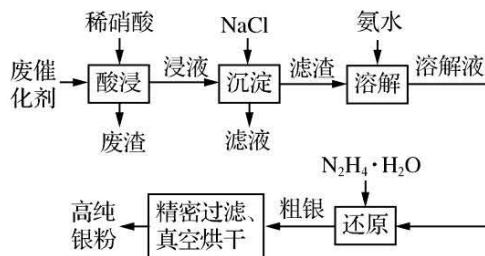 稀硝酸
NaCl
氨水
废催
化剂
酸浸
浸液
沉淀
滤渣
溶解
溶解液
废渣
滤液
N₂H₄·H₂O
高纯
银粉
精密过滤、
真空烘干
粗银
还原